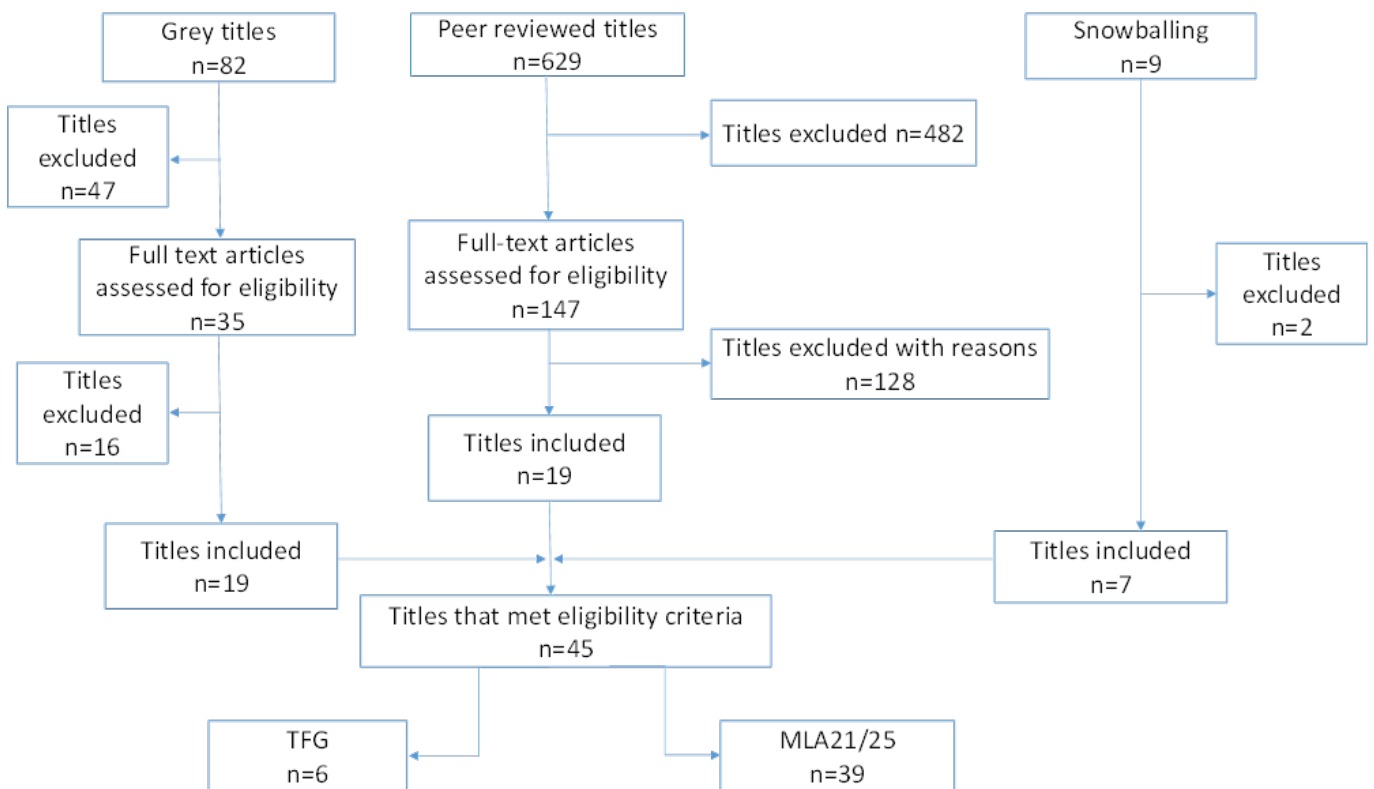 Grey titles
n=82
Peer reviewed titles
n=629
Snowballing
n=9
Titles
excluded
n=47
Titles excluded n=482
Full text articles
assessed for eligibility
n=35
Full-text articles
assessed for eligibility
n=147
Titles
excluded
n=2
Titles
excluded
n=16
Titles excluded with reasons
n=128
Titles included
n=19
Titles included
n=19
Titles included
n=7
Titles that met eligibility criteria
n=45
TFG
n=6
MLA21/25
n=39